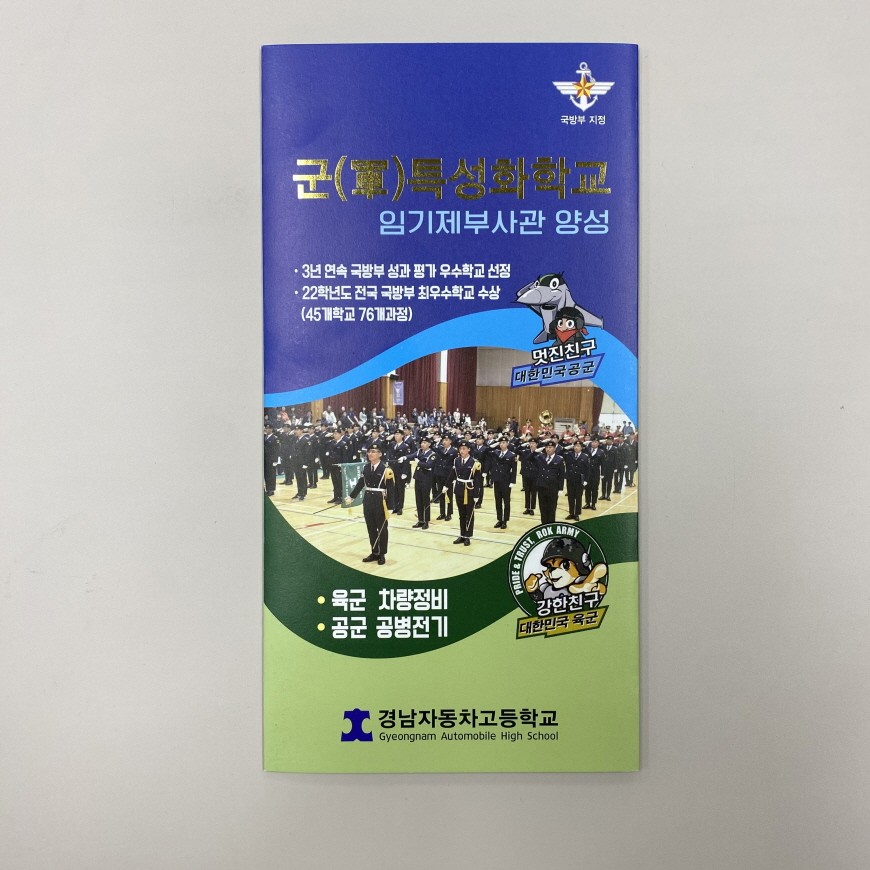 국방부 지정
군(軍)특성화학교
임기제부사관 양성
· 3년 연속 국방부 성과 평가 우수학교 선정
· 22학년도 전국 국방부 최우수학교 수상
(45개학교 76개과정)
멋진친구
대한민국공군
PRIDE & TRUST, ROK ARMY
강한친구
대한민국 육군
· 육군 차량정비
· 공군 공병전기
경남자동차고등학교
Gyeongnam Automobile High School